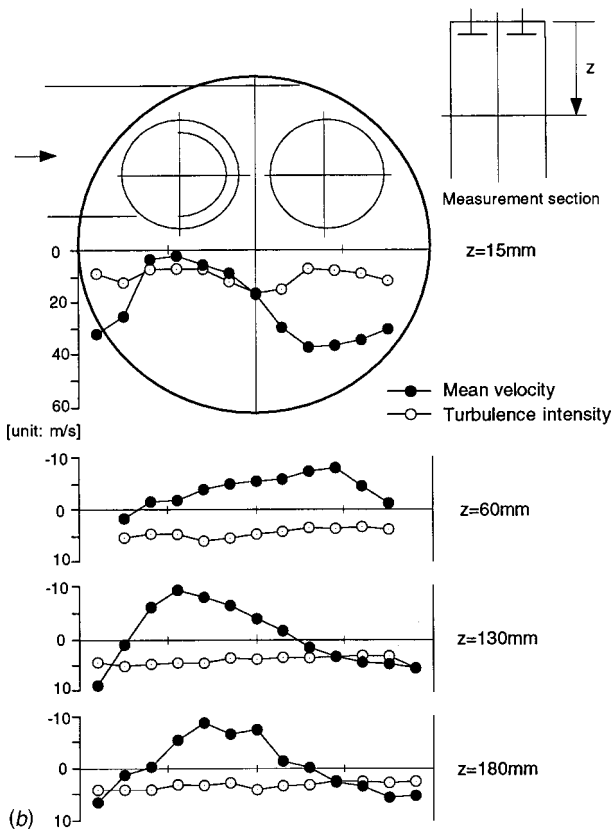 z
Measurement section
z=15mm
0
20
40
60
[unit: m/s]
Mean velocity
Turbulence intensity
-10
0
10
z=60mm
-10
0
10
z=130mm
-10
0
10
z=180mm
(b)